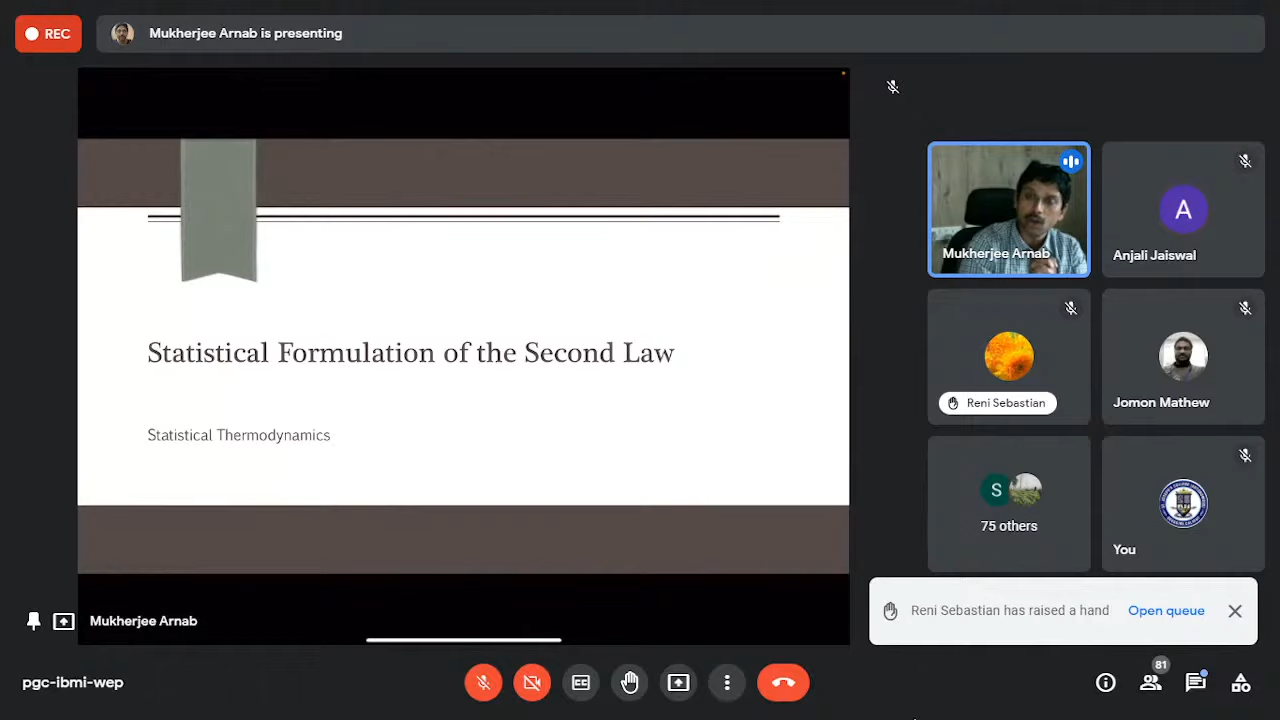 REC
Mukherjee Arnab is presenting
Statistical Formulation of the Second Law
Statistical Thermodynamics
Mukherjee Arnab
Mukherjee Arnab
A
Anjali Jaiswal
Reni Sebastian
Jomon Mathew
S
75 others
You
Reni Sebastian has raised a hand
Open queue
pgc-ibmi-wep
CC
81